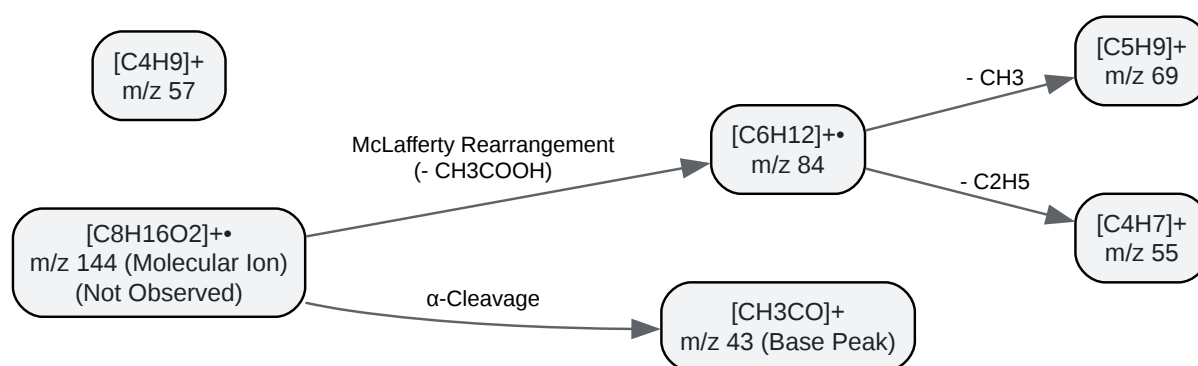 [C4H9]+
m/z 57
[C8H16O2]+•
m/z 144 (Molecular Ion)
(Not Observed)
McLafferty Rearrangement
(- CH3COOH)
α-Cleavage
[C6H12]+•
m/z 84
[CH3CO]+
m/z 43 (Base Peak)
- CH3
- C2H5
[C5H9]+
m/z 69
[C4H7]+
m/z 55